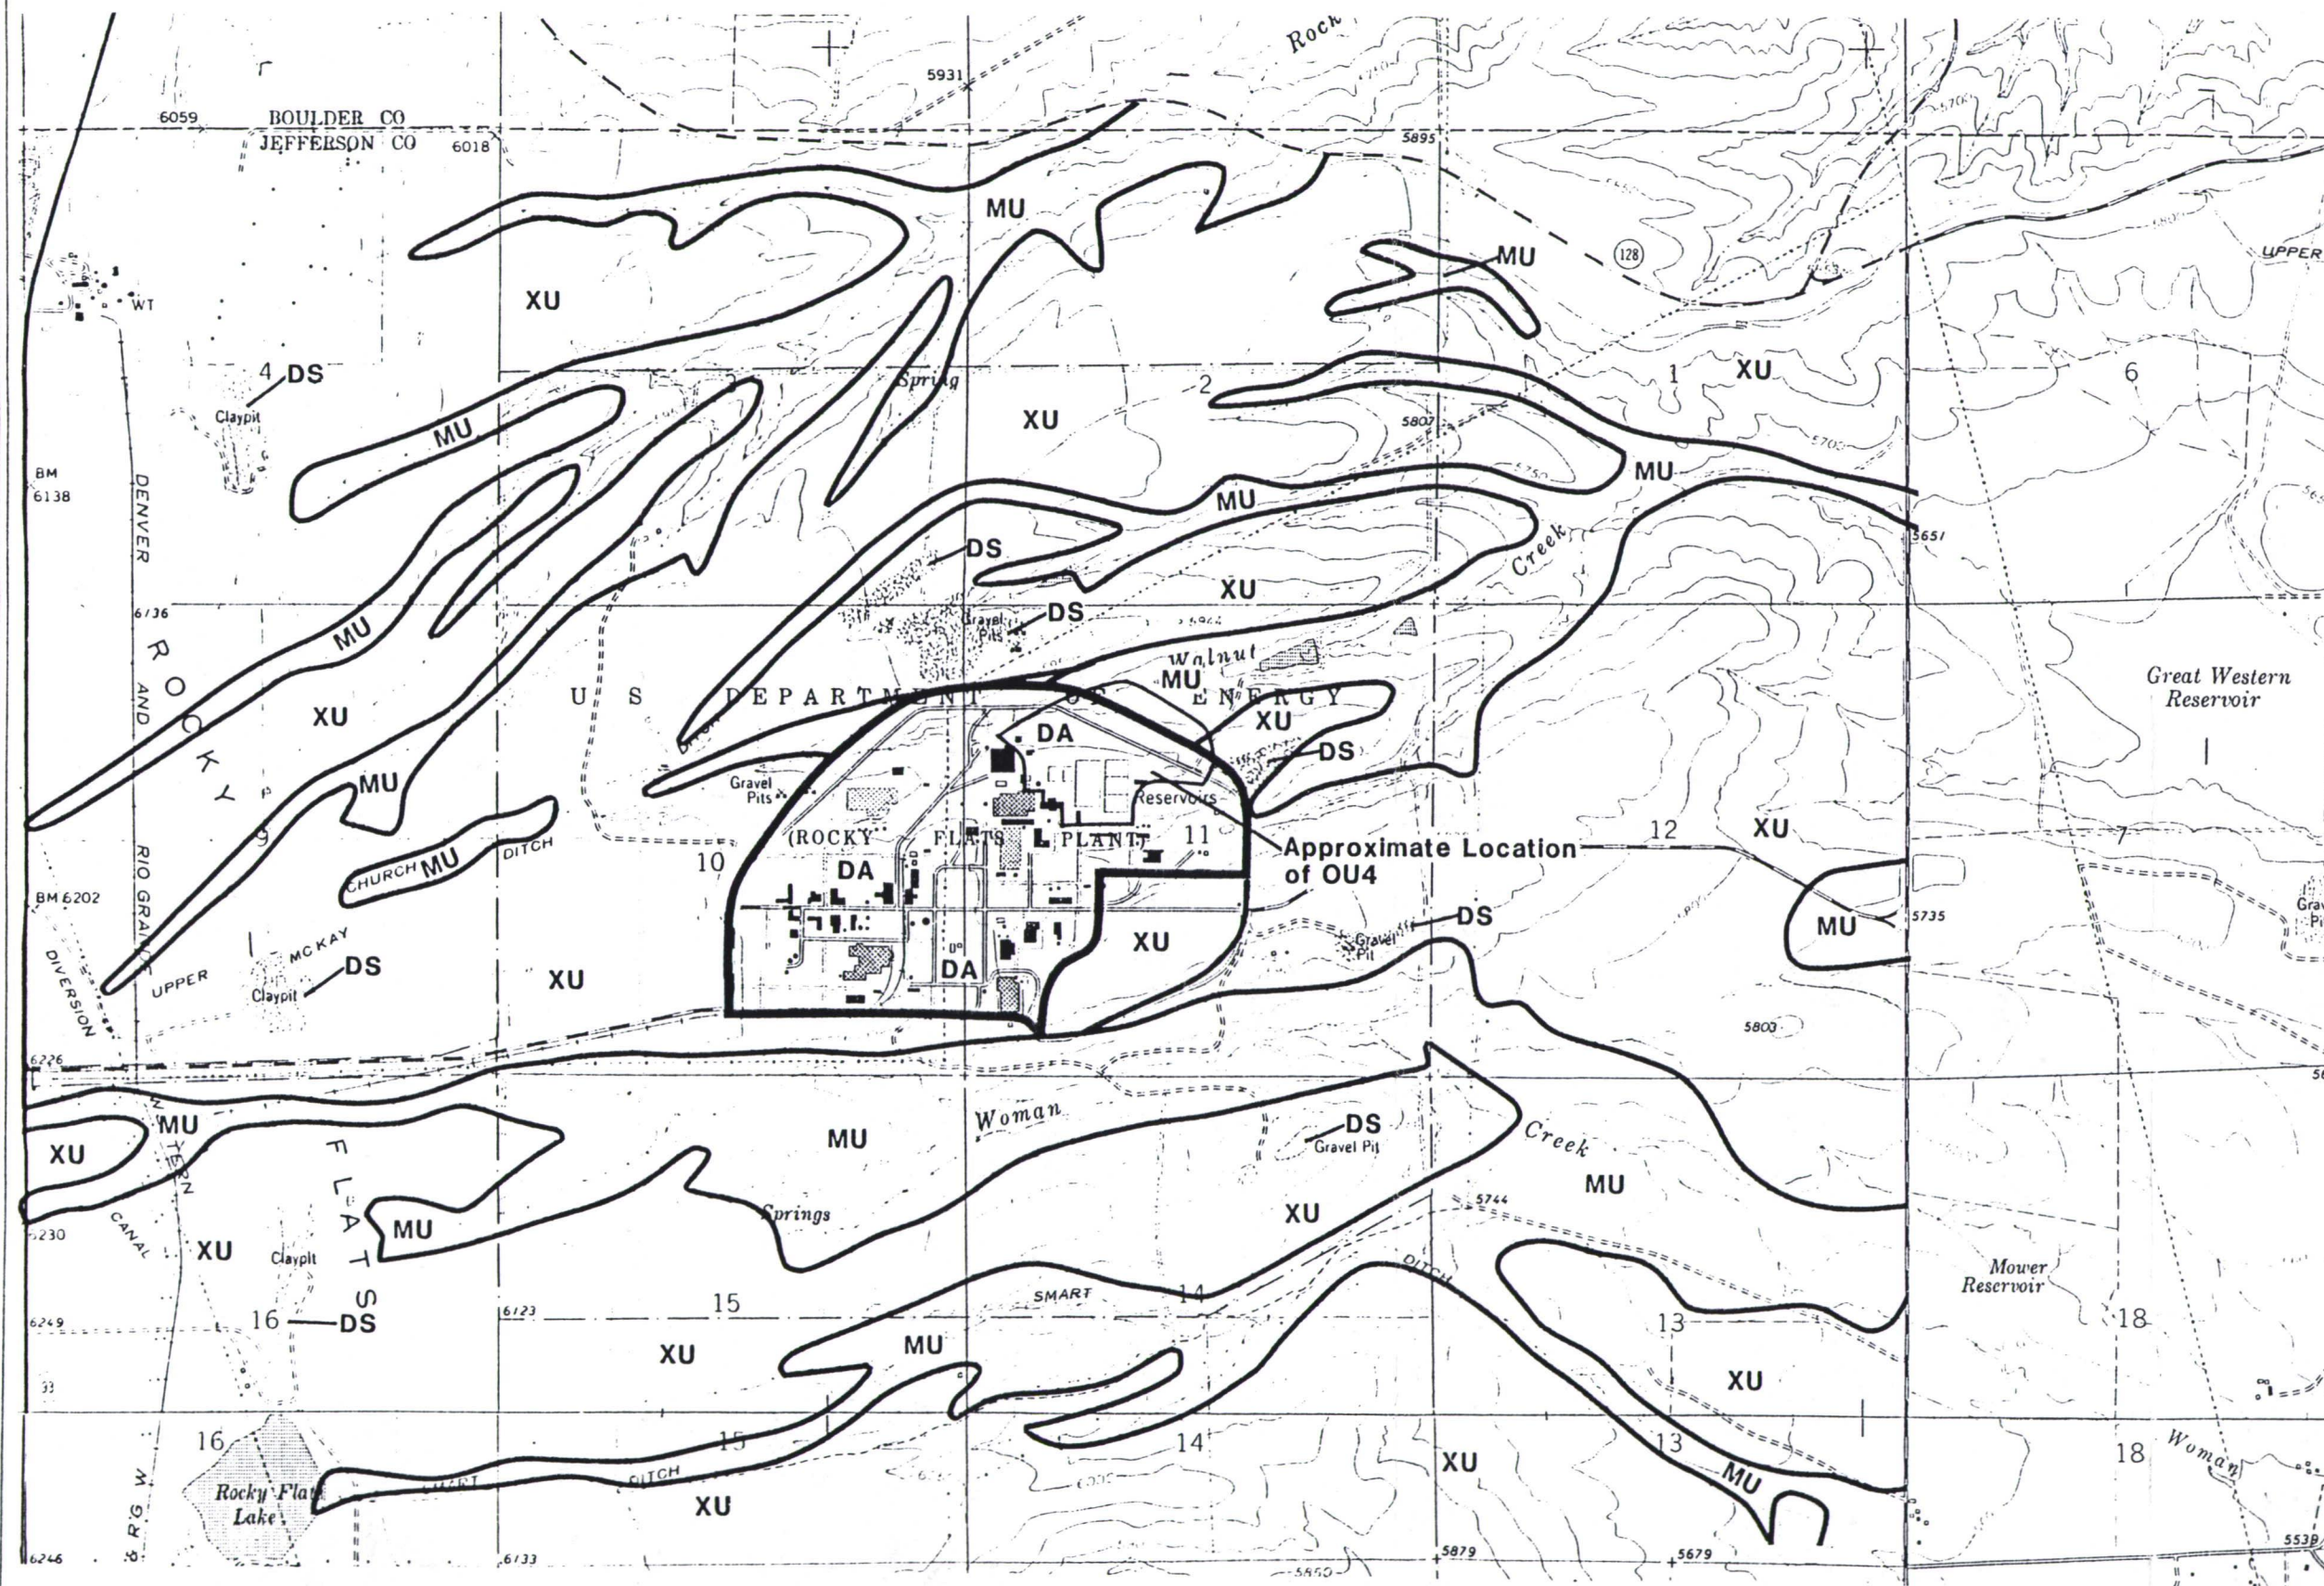 Rock
5931
6059
BOULDER CO
JEFFERSON CO
6018
5895
MU
128
MU
UPPER
WT
XU
4
DS
Claypit
Spring
2
1
XU
6
XU
5807
5700
MU
BM
6138
DENVER
MU
MU
5750
DS
Creek
5651
XU
DS
Gravel
Pits
6136
MU
ROCKY
AND
Walnut
MU
U S DEPARTMENT OF ENERGY
Great Western
Reservoir
XU
XU
DA
DS
MU
Gravel
Pits
Reservoirs
9
(ROCKY FLATS PLANT)
11
12
XU
7
Approximate Location
of OU4
CHURCH
MU
DITCH
10
DA
RIO GRANDE
BM 6202
MU
5735
DS
Gravel
Pit
XU
MCKAY
UPPER
DS
Claypit
DIVERSION
XU
DA
5803
6226
MU
XU
Woman
MU
DS
Gravel Pit
Creek
MU
FLATS
CANAL
XU
MU
Springs
XU
5744
6230
Claypit
DITCH
Mower
Reservoir
SMART
14
15
16
DS
6123
6249
13
18
XU
MU
XU
16
15
14
13
18
XU
MU
Woman
Rocky Flat
Lake
DITCH
XU
6246
6133
5850
5879
5679